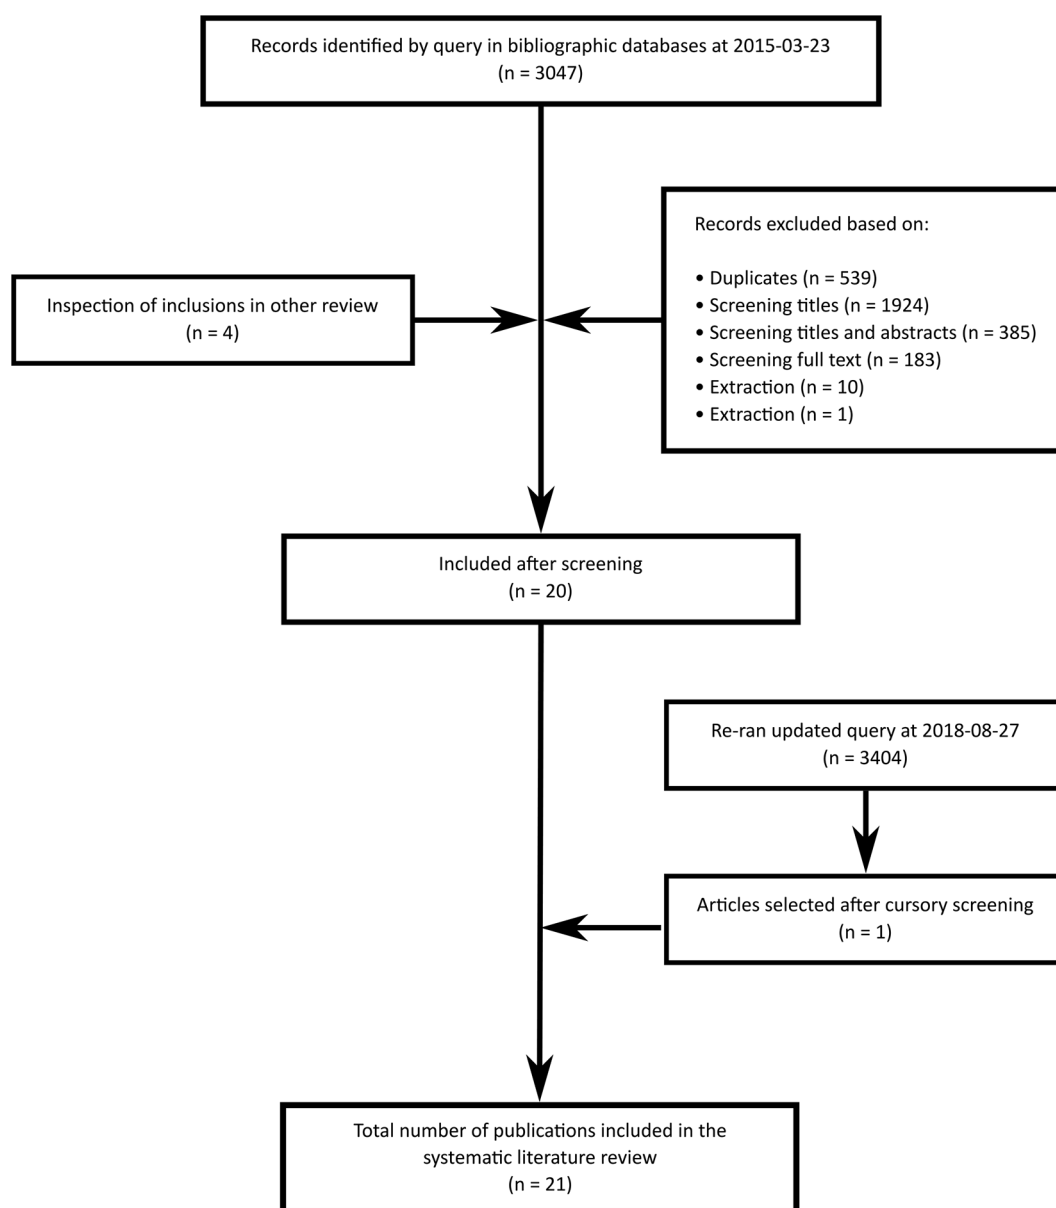 Records identified by query in bibliographic databases at 2015-03-23
(n = 3047)
Records excluded based on:
• Duplicates (n = 539)
• Screening titles (n = 1924)
• Screening titles and abstracts (n = 385)
• Screening full text (n = 183)
• Extraction (n = 10)
• Extraction (n = 1)
Inspection of inclusions in other review
(n = 4)
Included after screening
(n = 20)
Re-ran updated query at 2018-08-27
(n = 3404)
Articles selected after cursory screening
(n = 1)
Total number of publications included in the
systematic literature review
(n = 21)